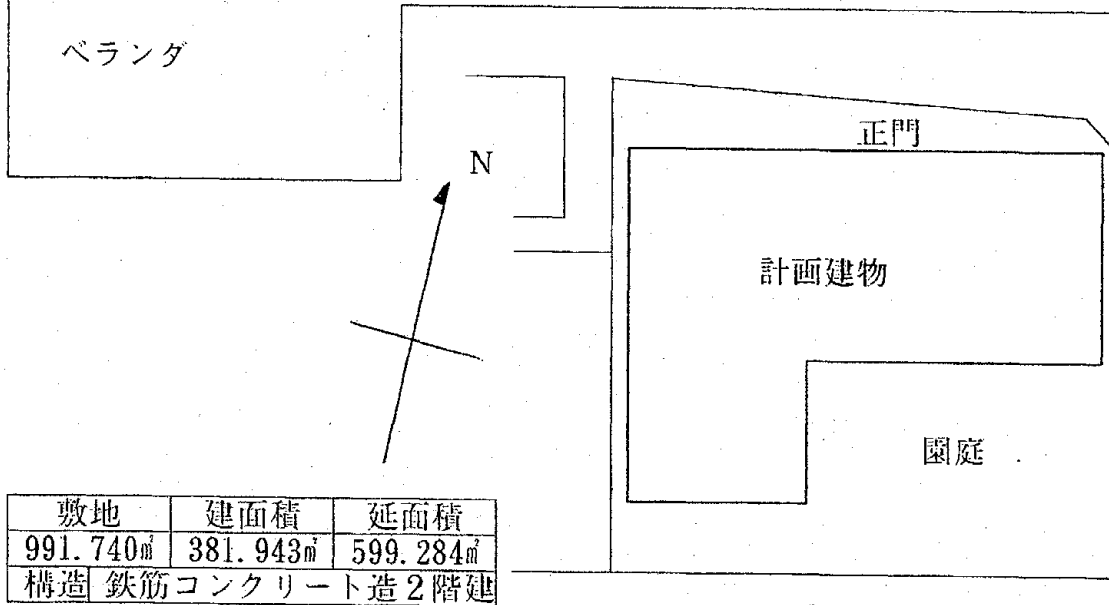 ベランダ
正門
N
計画建物
園庭
敷地 建面積 延面積
991.740㎡ 381.943㎡ 599.284㎡
構造 鉄筋コンクリート造2階建